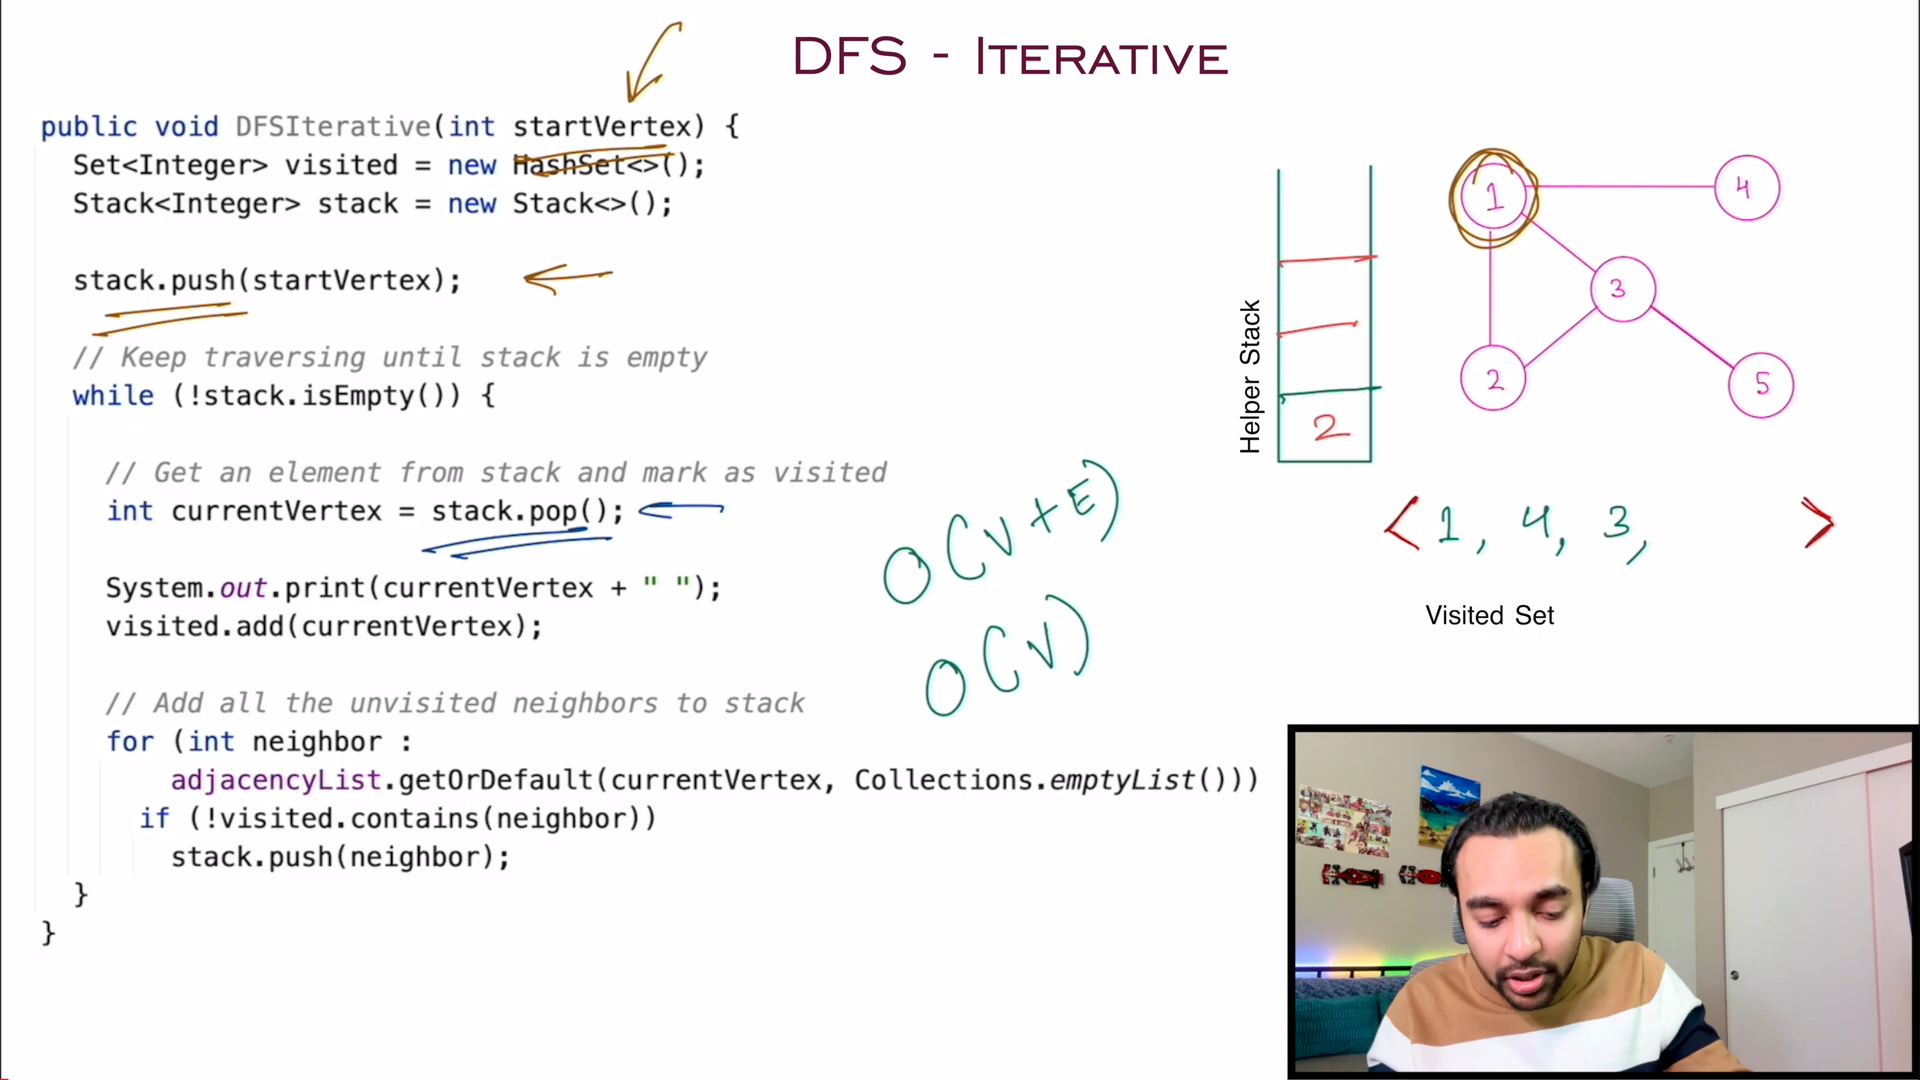 DFS - Iterative
public void DFSIterative(int startVertex) {
Set<Integer> visited = new HashSet<>();
Stack<Integer> stack = new Stack<>();
stack.push(startVertex);
// Keep traversing until stack is empty
while (!stack.isEmpty()) {
// Get an element from stack and mark as visited
int currentVertex = stack.pop();
System.out.print(currentVertex + " ");
visited.add(currentVertex);
// Add all the unvisited neighbors to stack
for (int neighbor :
adjacencyList.getOrDefault(currentVertex, Collections.emptyList()))
if (!visited.contains(neighbor))
stack.push(neighbor);
}
}
O(V+E)
O(V)
Helper Stack
2
1
4
3
2
5
< 1, 4, 3, >
Visited Set